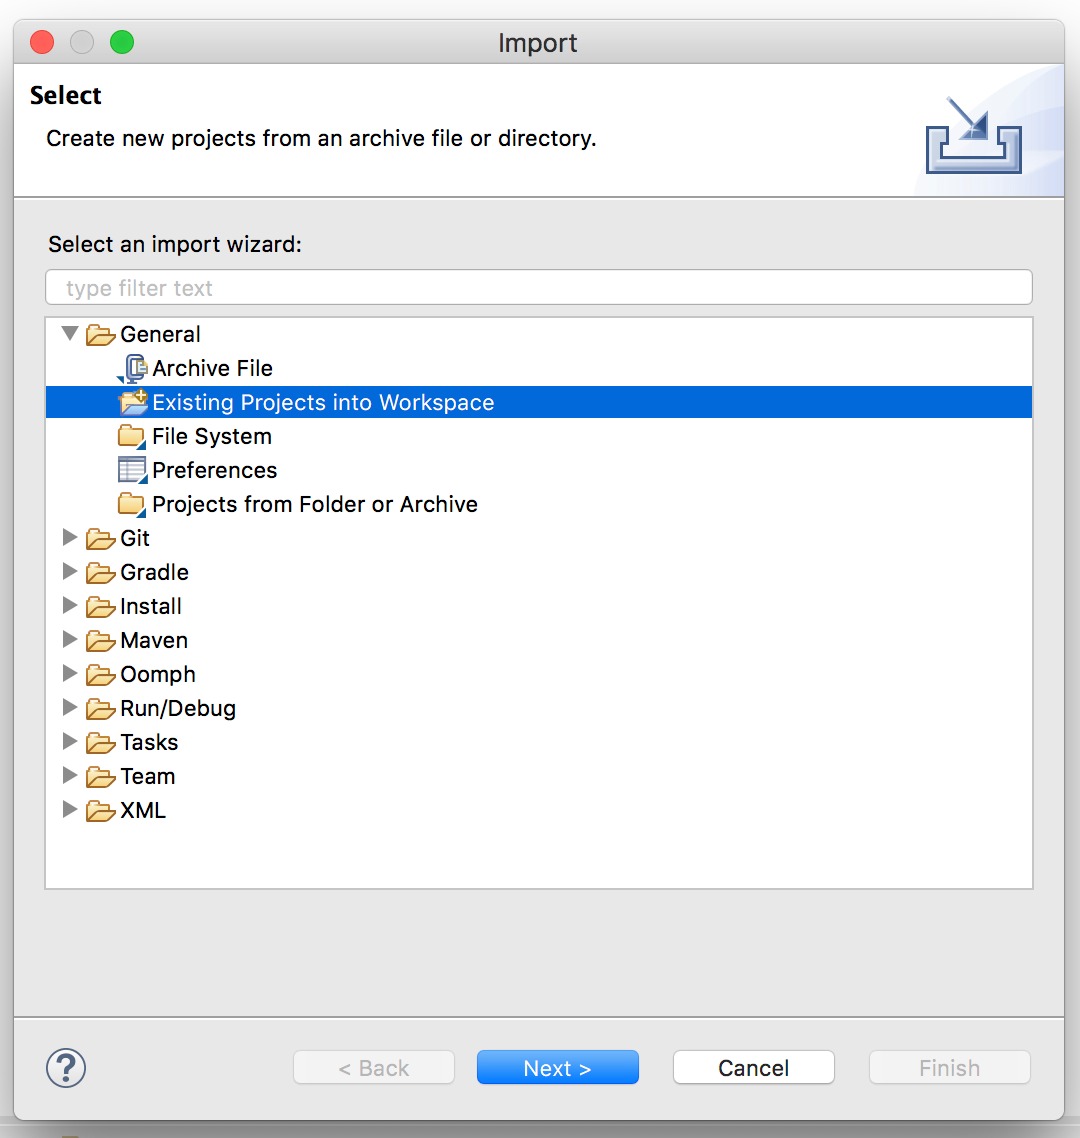 Import
Select
Create new projects from an archive file or directory.
Select an import wizard:
type filter text
General
Archive File
Existing Projects into Workspace
File System
Preferences
Projects from Folder or Archive
Git
Gradle
Install
Maven
Oomph
Run/Debug
Tasks
Team
XML
?
< Back
Next >
Cancel
Finish